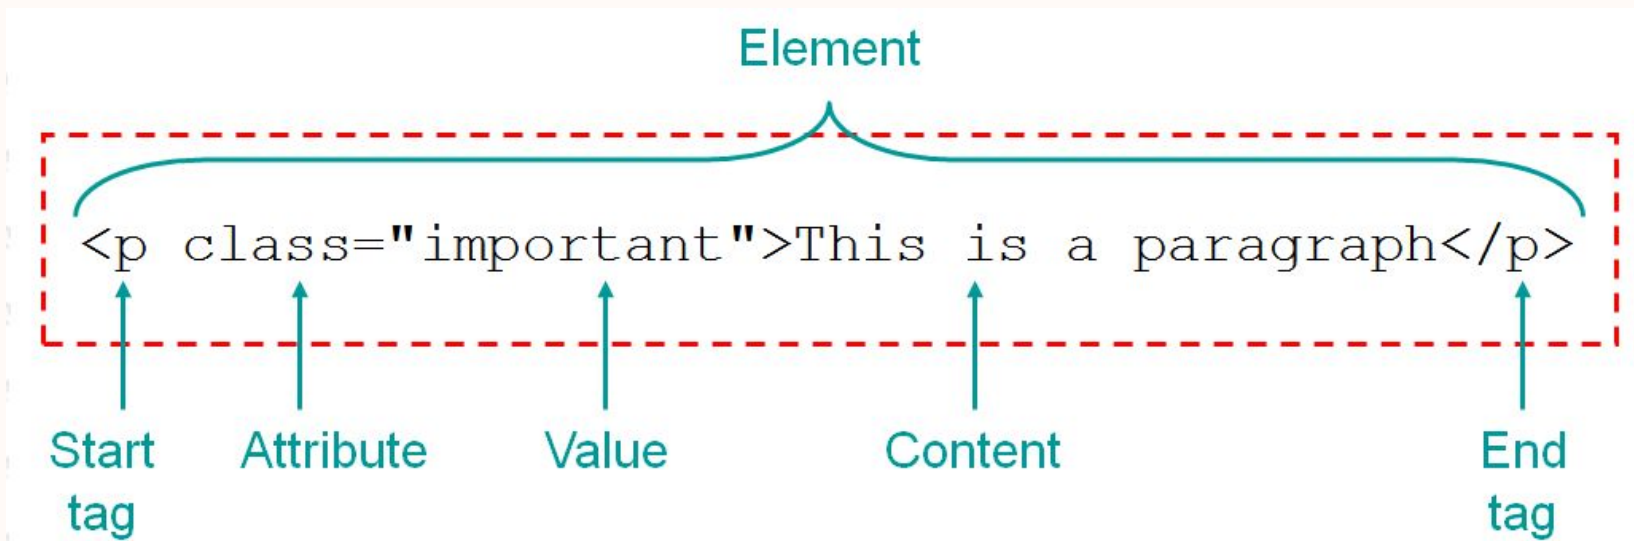 Element
<p class="important">This is a paragraph</p>
Start Attribute Value Content End
tag tag